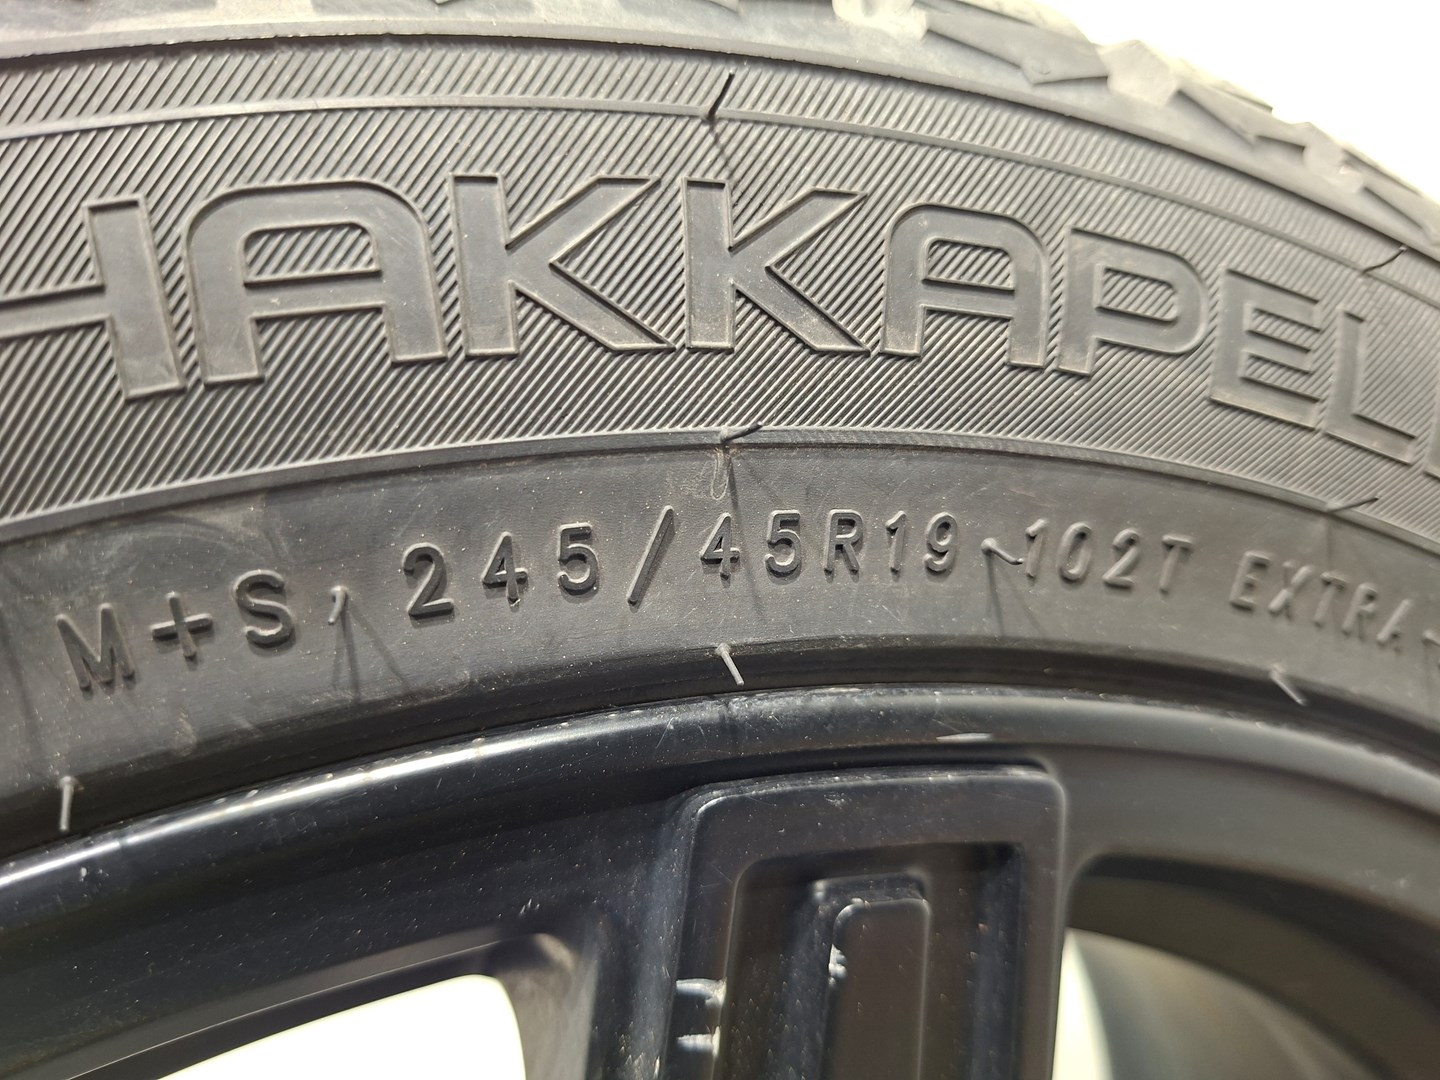 HAKKAPEL
M+S, 245/45R19 102T EXTRA